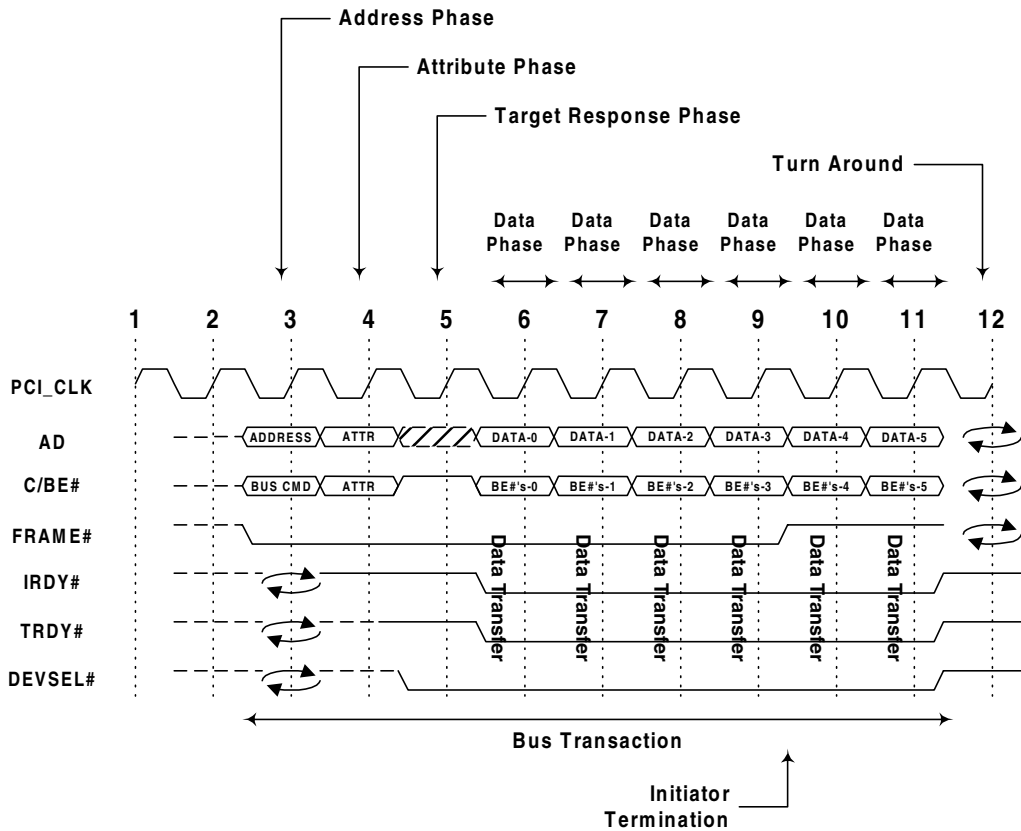 Address Phase
Attribute Phase
Target Response Phase
Turn Around
Data Phase Data Phase Data Phase Data Phase Data Phase Data Phase
1 2 3 4 5 6 7 8 9 10 11 12
PCI_CLK
AD ADDRESS ATTR DATA-0 DATA-1 DATA-2 DATA-3 DATA-4 DATA-5
C/BE# BUS CMD ATTR BE#'s-0 BE#'s-1 BE#'s-2 BE#'s-3 BE#'s-4 BE#'s-5
FRAME#
Data Transfer Data Transfer Data Transfer Data Transfer Data Transfer Data Transfer
IRDY#
TRDY#
DEVSEL#
Bus Transaction
Initiator
Termination